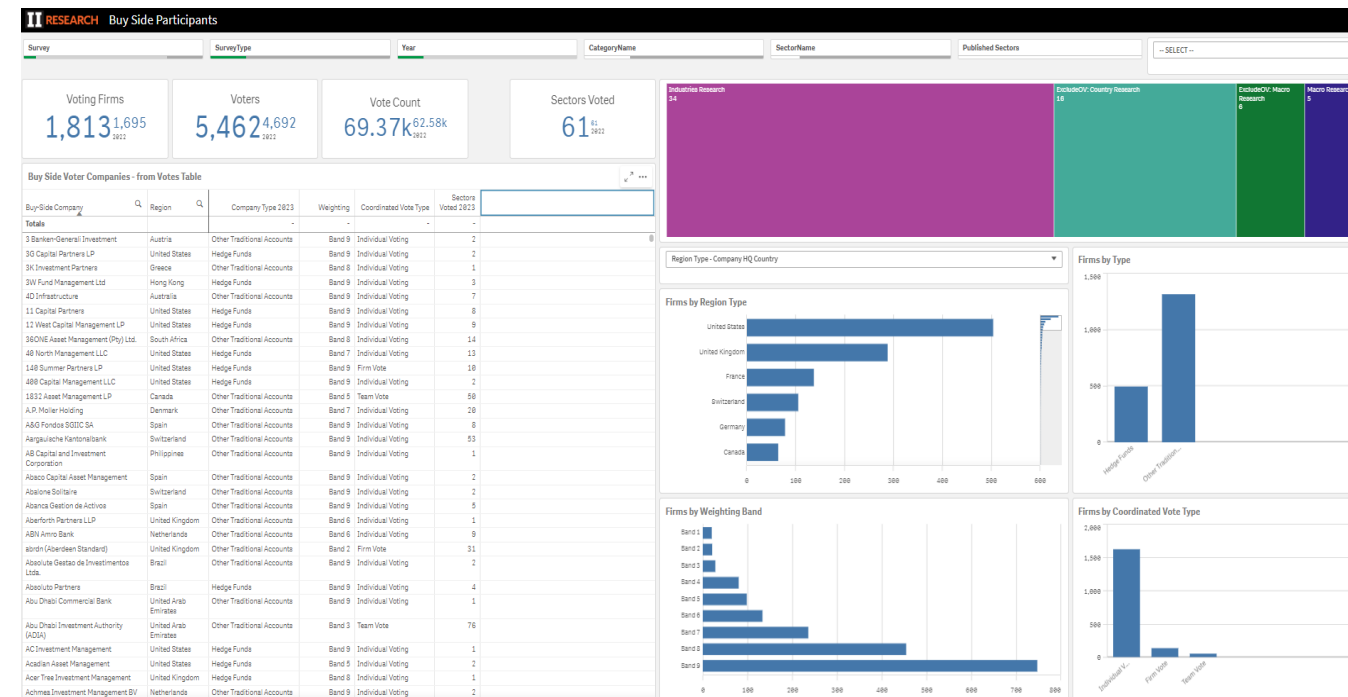 II RESEARCH Buy Side Participants
Survey SurveyType Year CategoryName SectorName Published Sectors -- SELECT --
Voting Firms
1,813 1,695
2022
Voters
5,462 4,692
2022
Vote Count
69.37k 62.58k
2022
Sectors Voted
61 61
2022
Industries Research
34
ExcludeOV: Country Research
16
ExcludeOV: Macro
Research
6
Macro Research
5
Buy Side Voter Companies - from Votes Table
Buy-Side Company Region Company Type 2023 Weighting Coordinated Vote Type Sectors
Voted 2023
Totals - - - -
3 Banken-Generali Investment Austria Other Traditional Accounts Band 9 Individual Voting 2
3G Capital Partners LP United States Hedge Funds Band 9 Individual Voting 2
3K Investment Partners Greece Other Traditional Accounts Band 8 Individual Voting 1
3W Fund Management Ltd Hong Kong Hedge Funds Band 9 Individual Voting 3
4D Infrastructure Australia Other Traditional Accounts Band 9 Individual Voting 7
11 Capital Partners United States Hedge Funds Band 9 Individual Voting 8
12 West Capital Management LP United States Hedge Funds Band 9 Individual Voting 9
36ONE Asset Management (Pty) Ltd. South Africa Other Traditional Accounts Band 8 Individual Voting 14
40 North Management LLC United States Hedge Funds Band 7 Individual Voting 13
140 Summer Partners LP United States Hedge Funds Band 9 Firm Vote 10
400 Capital Management LLC United States Hedge Funds Band 9 Individual Voting 2
1832 Asset Management LP Canada Other Traditional Accounts Band 5 Team Vote 50
A.P. Moller Holding Denmark Other Traditional Accounts Band 7 Individual Voting 20
A&G Fondos SGIIC SA Spain Other Traditional Accounts Band 9 Individual Voting 8
Aargauische Kantonalbank Switzerland Other Traditional Accounts Band 9 Individual Voting 53
AB Capital and Investment
Corporation Philippines Other Traditional Accounts Band 9 Individual Voting 1
Abaco Capital Asset Management Spain Other Traditional Accounts Band 9 Individual Voting 2
Abalone Solitaire Switzerland Other Traditional Accounts Band 9 Individual Voting 2
Abanca Gestion de Activos Spain Other Traditional Accounts Band 9 Individual Voting 5
Aberforth Partners LLP United Kingdom Other Traditional Accounts Band 6 Individual Voting 1
ABN Amro Bank Netherlands Other Traditional Accounts Band 6 Individual Voting 9
abrdn (Aberdeen Standard) United Kingdom Other Traditional Accounts Band 2 Firm Vote 31
Absolute Gestao de Investimentos
Ltda. Brazil Other Traditional Accounts Band 9 Individual Voting 2
Absoluto Partners Brazil Hedge Funds Band 9 Individual Voting 4
Abu Dhabi Commercial Bank United Arab
Emirates Other Traditional Accounts Band 9 Individual Voting 1
Abu Dhabi Investment Authority
(ADIA) United Arab
Emirates Other Traditional Accounts Band 3 Team Vote 76
AC Investment Management United States Hedge Funds Band 9 Individual Voting 1
Acadian Asset Management United States Hedge Funds Band 5 Individual Voting 2
Acer Tree Investment Management United Kingdom Hedge Funds Band 8 Individual Voting 1
Achmea Investment Management BV Netherlands Other Traditional Accounts Band 9 Individual Voting 2
Region Type - Company HQ Country
Firms by Region Type
United States
United Kingdom
France
Switzerland
Germany
Canada
0 100 200 300 400 500 600
Firms by Type
1,500
1,000
500
0
Hedge Funds Other Tradition...
Firms by Weighting Band
Band 1
Band 2
Band 3
Band 4
Band 5
Band 6
Band 7
Band 8
Band 9
0 100 200 300 400 500 600 700 800
Firms by Coordinated Vote Type
2,000
1,500
1,000
500
0
Individual V... Firm Vote Team Vote